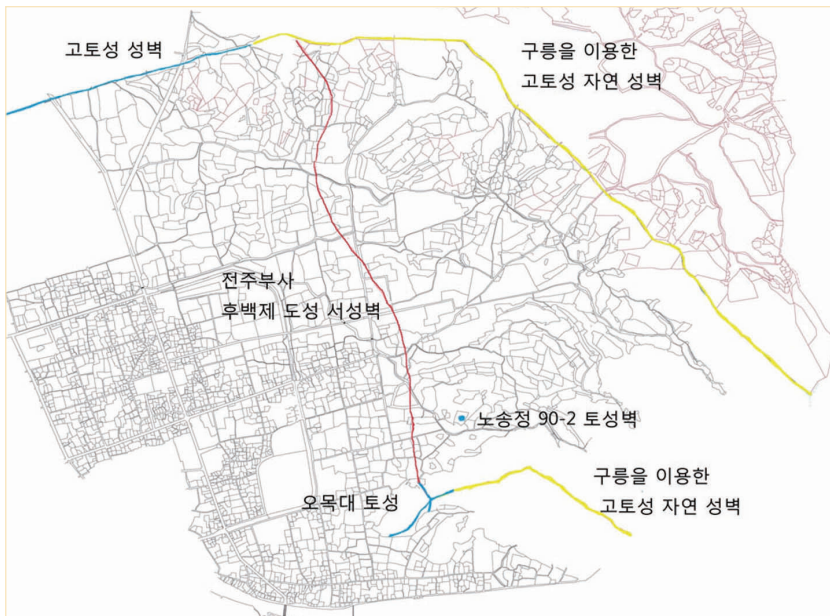 고토성 성벽
구릉을 이용한
고토성 자연 성벽
전주부사
후백제 도성 서성벽
노송정 90-2 토성벽
오목대 토성
구릉을 이용한
고토성 자연 성벽